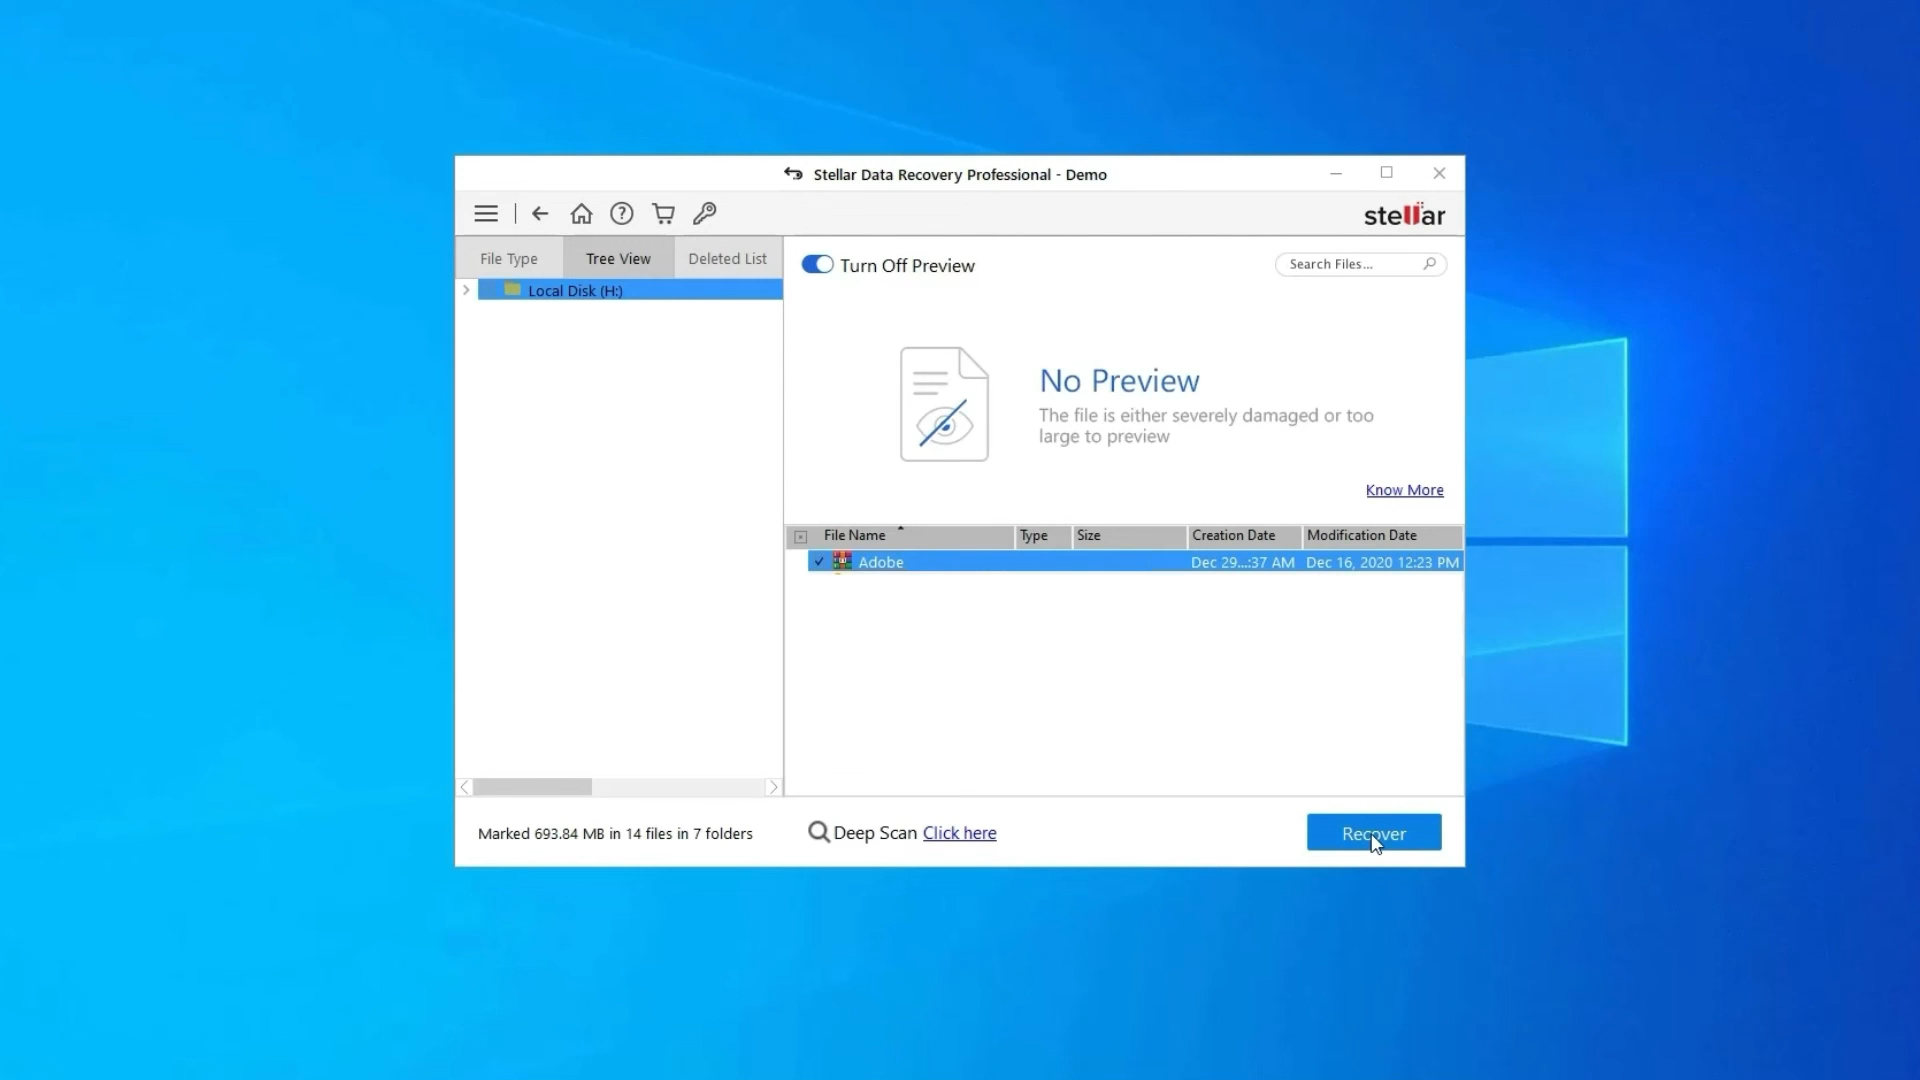 Stellar Data Recovery Professional - Demo
stellar
File Type Tree View Deleted List
Local Disk (H:)
Turn Off Preview
Search Files...
No Preview
The file is either severely damaged or too
large to preview
Know More
File Name Type Size Creation Date Modification Date
Adobe Dec 29...:37 AM Dec 16, 2020 12:23 PM
Marked 693.84 MB in 14 files in 7 folders
Deep Scan Click here
Recover